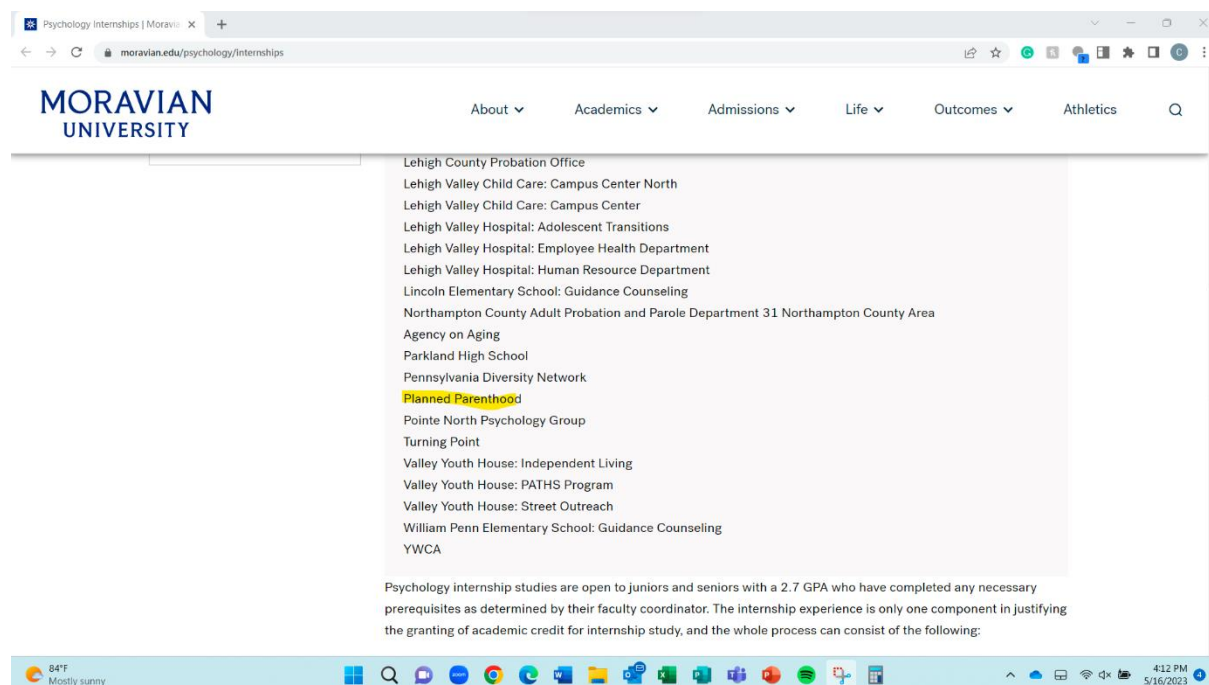 Psychology Internships | Moravia
moravian.edu/psychology/internships
MORAVIAN
UNIVERSITY
About
Academics
Admissions
Life
Outcomes
Athletics
Lehigh County Probation Office
Lehigh Valley Child Care: Campus Center North
Lehigh Valley Child Care: Campus Center
Lehigh Valley Hospital: Adolescent Transitions
Lehigh Valley Hospital: Employee Health Department
Lehigh Valley Hospital: Human Resource Department
Lincoln Elementary School: Guidance Counseling
Northampton County Adult Probation and Parole Department 31 Northampton County Area
Agency on Aging
Parkland High School
Pennsylvania Diversity Network
Planned Parenthood
Pointe North Psychology Group
Turning Point
Valley Youth House: Independent Living
Valley Youth House: PATHS Program
Valley Youth House: Street Outreach
William Penn Elementary School: Guidance Counseling
YWCA
Psychology internship studies are open to juniors and seniors with a 2.7 GPA who have completed any necessary
prerequisites as determined by their faculty coordinator. The internship experience is only one component in justifying
the granting of academic credit for internship study, and the whole process can consist of the following:
84°F
Mostly sunny
4:12 PM
5/16/2023